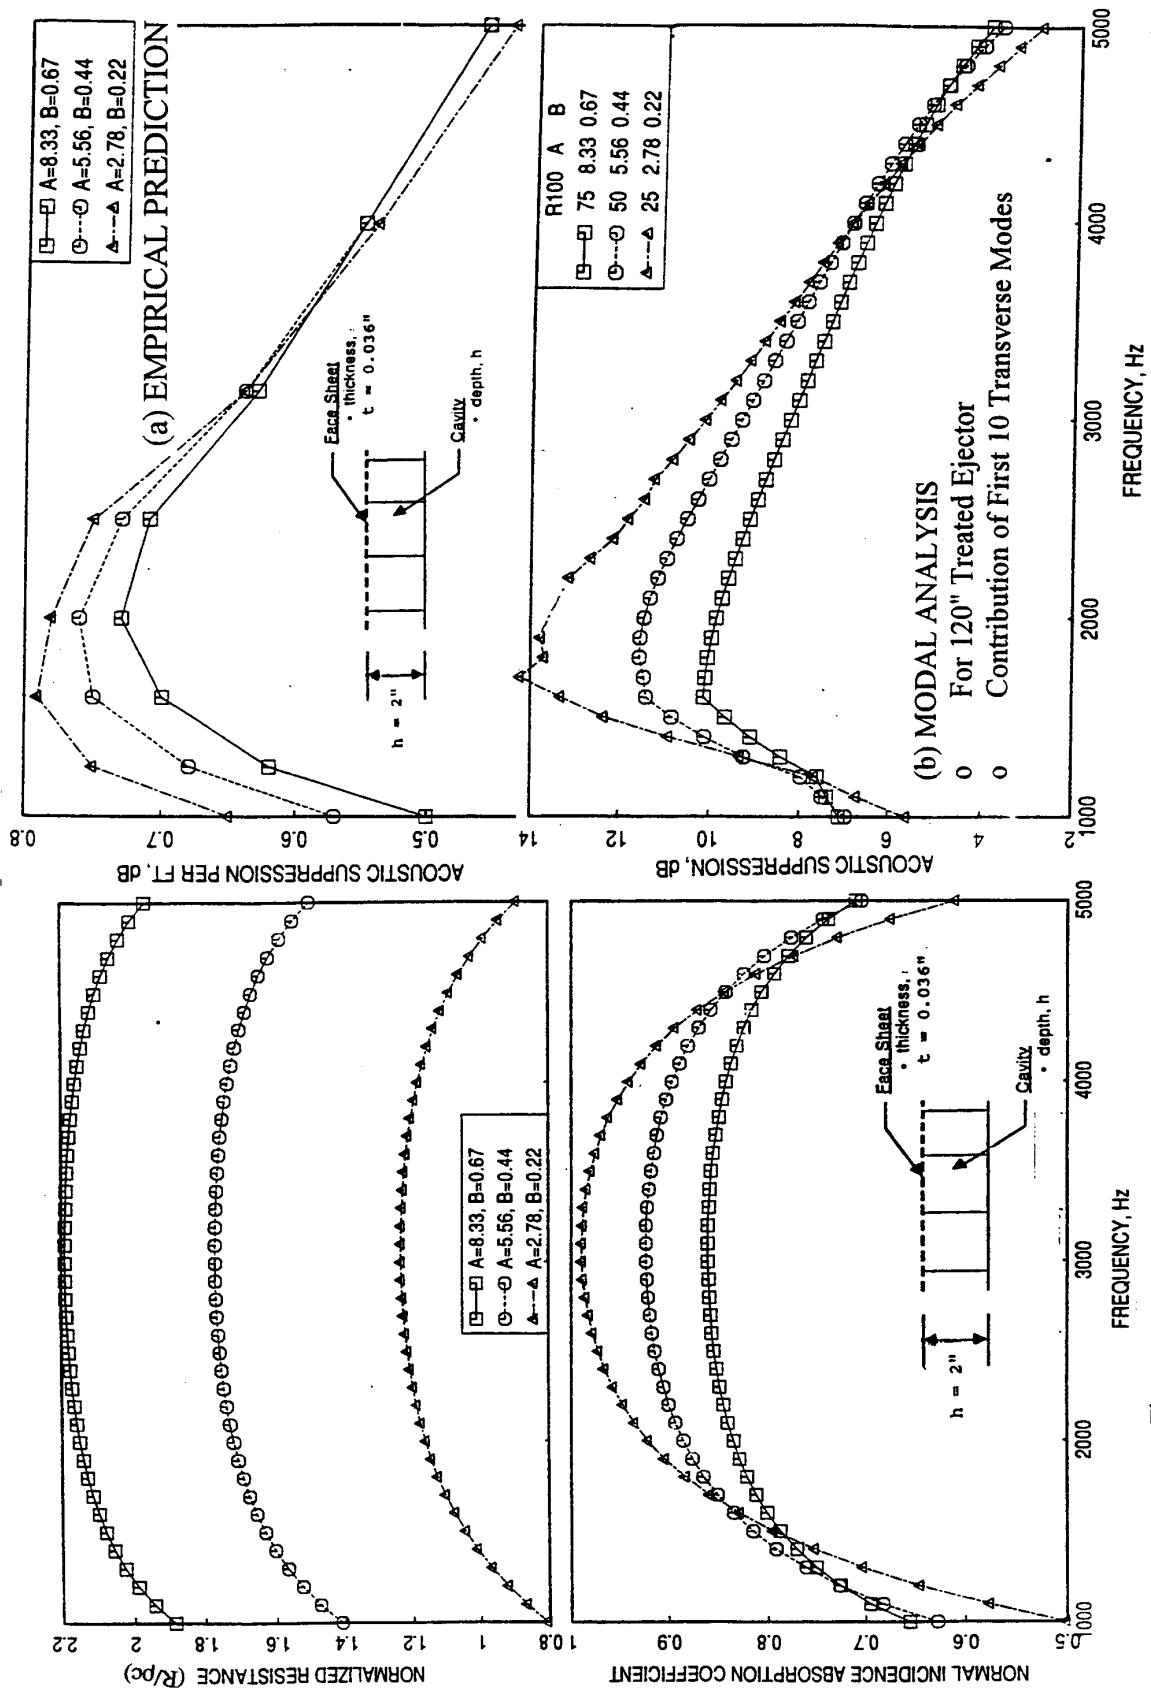 2.2
2
1.8
1.6
1.4
1.2
1
0.8
NORMALIZED RESISTANCE (R/ρc)
A=8.33, B=0.67
A=5.56, B=0.44
A=2.78, B=0.22
1
0.9
0.8
0.7
0.6
0.5
NORMAL INCIDENCE ABSORPTION COEFFICIENT
1000
2000
3000
4000
5000
FREQUENCY, Hz
h = 2"
Face Sheet
• thickness,
t = 0.036"
Cavity
• depth, h
0.8
0.7
0.6
0.5
ACOUSTIC SUPPRESSION PER FT, dB
A=8.33, B=0.67
A=5.56, B=0.44
A=2.78, B=0.22
(a) EMPIRICAL PREDICTION
h = 2"
Face Sheet
• thickness,
t = 0.036"
Cavity
• depth, h
14
12
10
8
6
4
2
ACOUSTIC SUPPRESSION, dB
R100 A B
75 8.33 0.67
50 5.56 0.44
25 2.78 0.22
(b) MODAL ANALYSIS
o For 120" Treated Ejector
o Contribution of First 10 Transverse Modes
1000
2000
3000
4000
5000
FREQUENCY, Hz